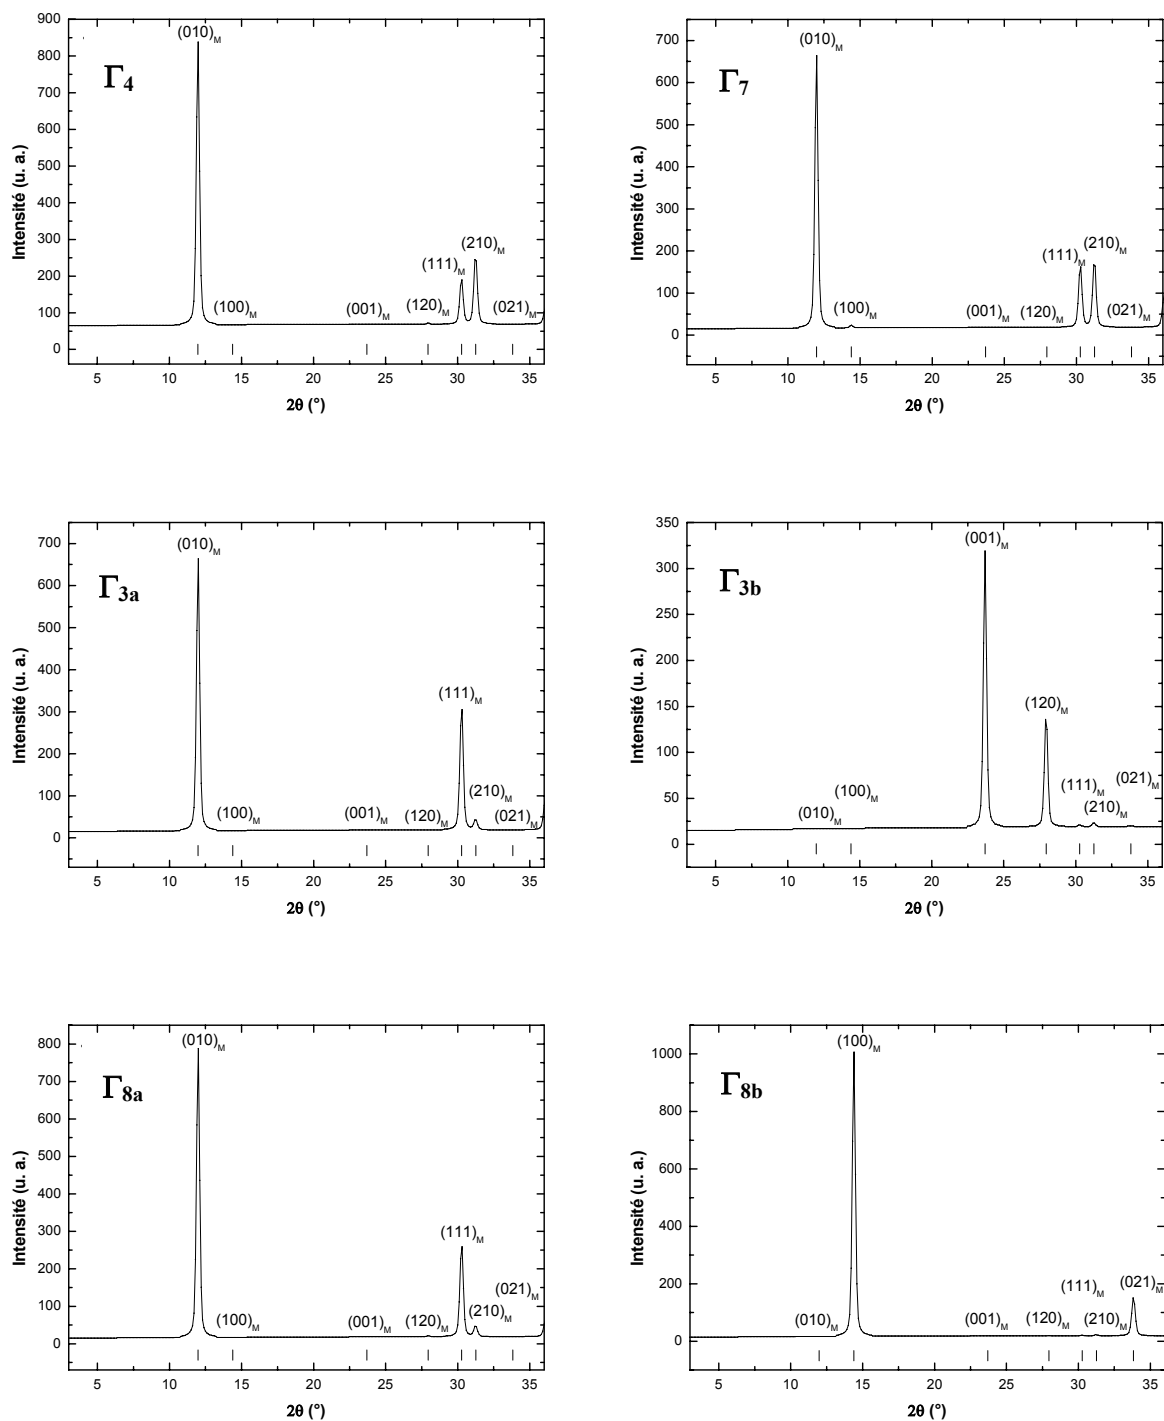 900
800
700
600
500
400
300
200
100
0
Intensité (u. a.)
Γ4
(010)M
(100)M
(001)M
(120)M
(111)M
(210)M
(021)M
5 10 15 20 25 30 35
2θ (°)
700
600
500
400
300
200
100
0
Intensité (u. a.)
Γ7
(010)M
(100)M
(001)M
(120)M
(111)M
(210)M
(021)M
5 10 15 20 25 30 35
2θ (°)
700
600
500
400
300
200
100
0
Intensité (u. a.)
Γ3a
(010)M
(100)M
(001)M
(120)M
(111)M
(210)M
(021)M
5 10 15 20 25 30 35
2θ (°)
350
300
250
200
150
100
50
0
Intensité (u. a.)
Γ3b
(010)M
(100)M
(001)M
(120)M
(111)M
(210)M
(021)M
5 10 15 20 25 30 35
2θ (°)
800
700
600
500
400
300
200
100
0
Intensité (u. a.)
Γ8a
(010)M
(100)M
(001)M
(120)M
(111)M
(210)M
(021)M
5 10 15 20 25 30 35
2θ (°)
1000
800
600
400
200
0
Intensité (u. a.)
Γ8b
(010)M
(100)M
(001)M
(120)M
(111)M
(210)M
(021)M
5 10 15 20 25 30 35
2θ (°)